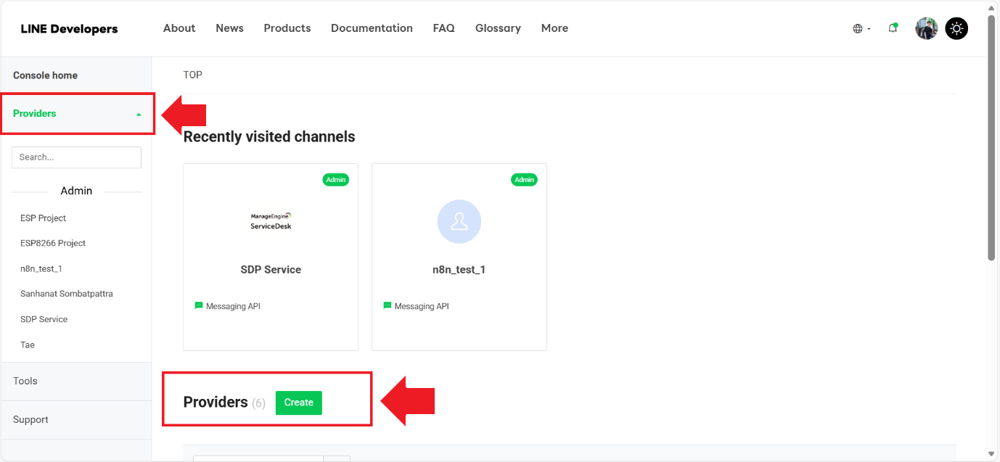 LINE Developers
About
News
Products
Documentation
FAQ
Glossary
More
Console home
Providers
Search...
Admin
ESP Project
ESP8266 Project
n8n_test_1
Sanhanat Sombatpattra
SDP Service
Tae
Tools
Support
TOP
Recently visited channels
Admin
ManageEngine
ServiceDesk
SDP Service
Messaging API
Admin
n8n_test_1
Messaging API
Providers (6)
Create